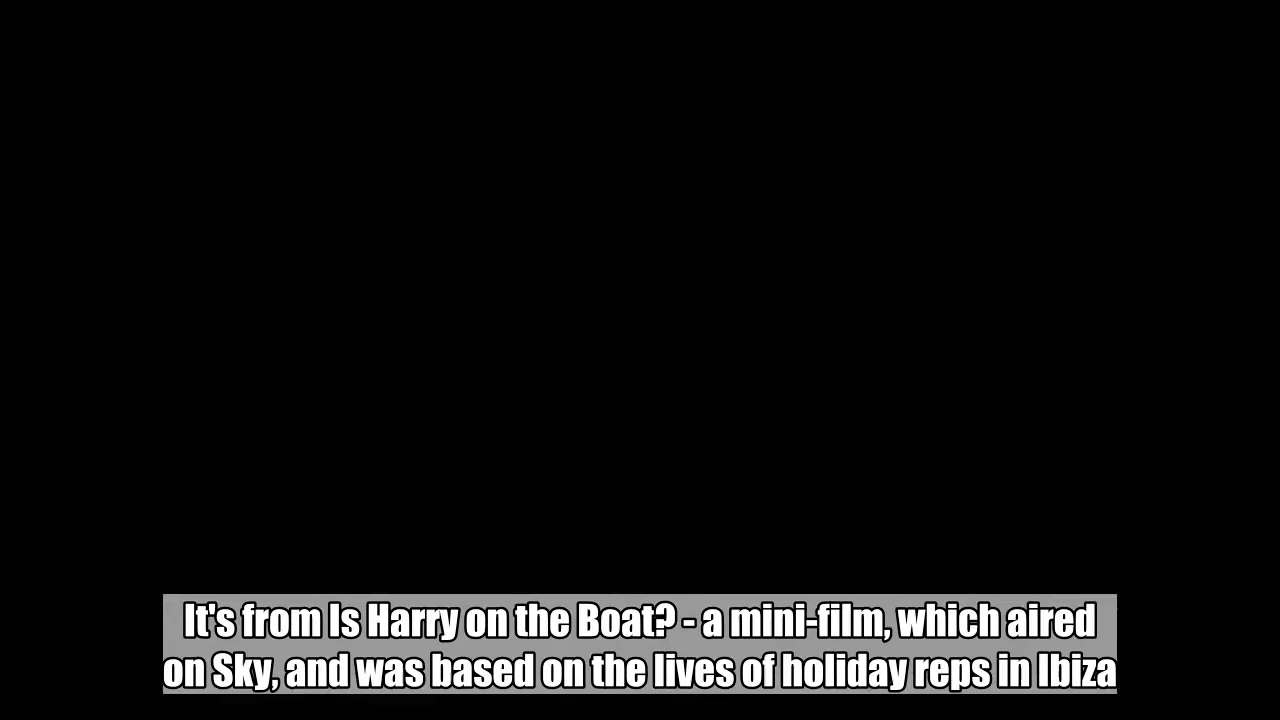 It's from Is Harry on the Boat? - a mini-film, which aired
on Sky, and was based on the lives of holiday reps in Ibiza